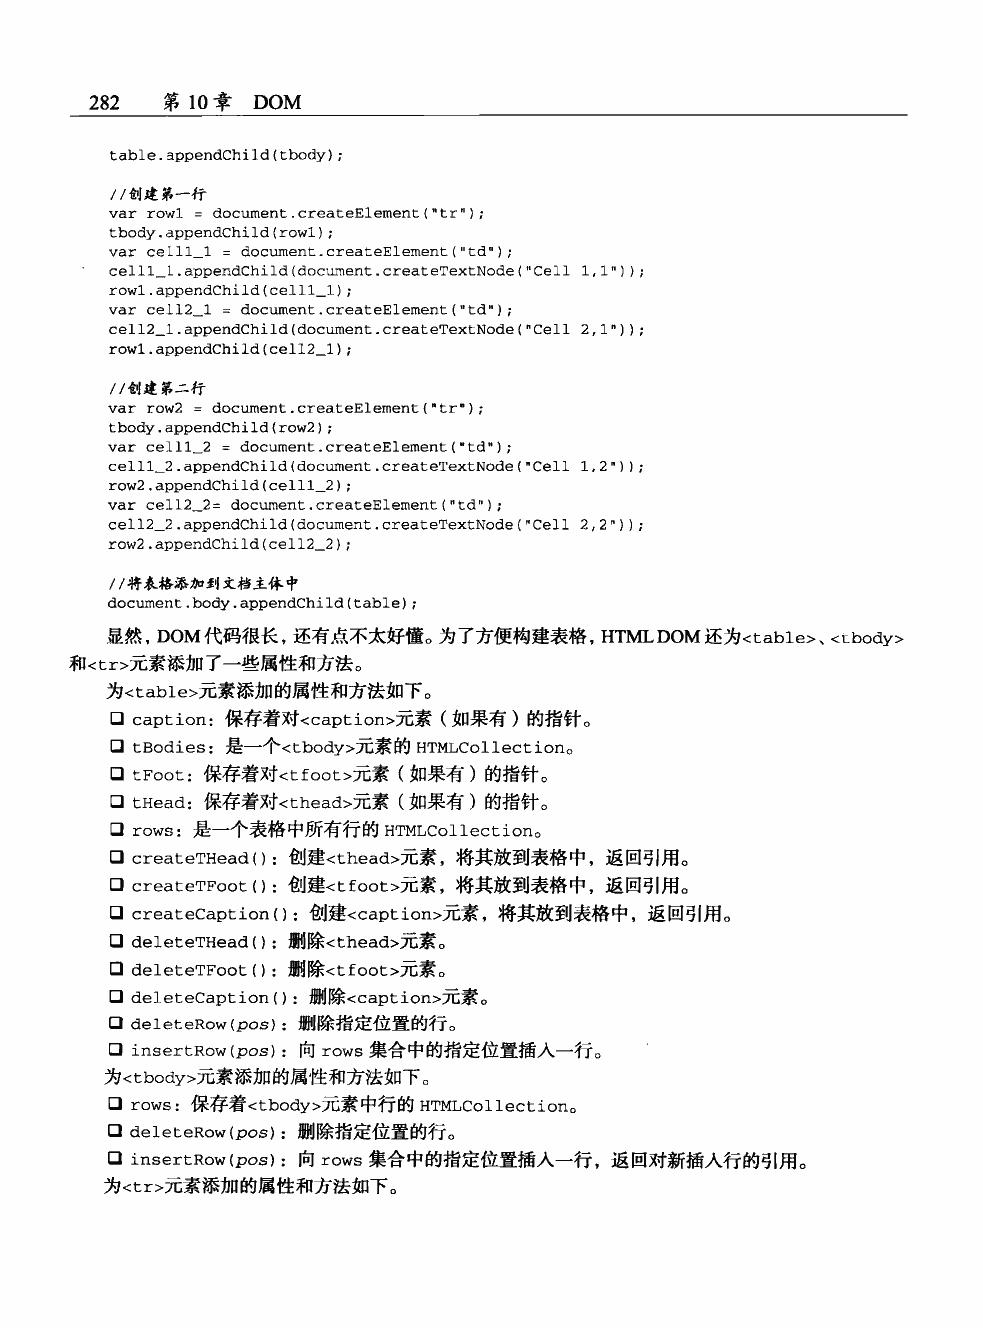 282 第 10 章 DOM
table.appendChild(tbody);
//创建第一行
var row1 = document.createElement("tr");
tbody.appendChild(row1);
var cell1_1 = document.createElement("td");
cell1_1.appendChild(document.createTextNode("Cell 1,1"));
row1.appendChild(cell1_1);
var cell2_1 = document.createElement("td");
cell2_1.appendChild(document.createTextNode("Cell 2,1"));
row1.appendChild(cell2_1);
//创建第二行
var row2 = document.createElement("tr");
tbody.appendChild(row2);
var cell1_2 = document.createElement("td");
cell1_2.appendChild(document.createTextNode("Cell 1,2"));
row2.appendChild(cell1_2);
var cell2_2= document.createElement("td");
cell2_2.appendChild(document.createTextNode("Cell 2,2"));
row2.appendChild(cell2_2);
//将表格添加到文档主体中
document.body.appendChild(table);
显然，DOM 代码很长，还有点不太好懂。为了方便构建表格，HTML DOM 还为<table>、<tbody>
和<tr>元素添加了一些属性和方法。
为<table>元素添加的属性和方法如下。
❑ caption：保存着对<caption>元素（如果有）的指针。
❑ tBodies：是一个<tbody>元素的 HTMLCollection。
❑ tFoot：保存着对<tfoot>元素（如果有）的指针。
❑ tHead：保存着对<thead>元素（如果有）的指针。
❑ rows：是一个表格中所有行的 HTMLCollection。
❑ createTHead()：创建<thead>元素，将其放到表格中，返回引用。
❑ createTFoot()：创建<tfoot>元素，将其放到表格中，返回引用。
❑ createCaption()：创建<caption>元素，将其放到表格中，返回引用。
❑ deleteTHead()：删除<thead>元素。
❑ deleteTFoot()：删除<tfoot>元素。
❑ deleteCaption()：删除<caption>元素。
❑ deleteRow(pos)：删除指定位置的行。
❑ insertRow(pos)：向 rows 集合中的指定位置插入一行。
为<tbody>元素添加的属性和方法如下。
❑ rows：保存着<tbody>元素中行的 HTMLCollection。
❑ deleteRow(pos)：删除指定位置的行。
❑ insertRow(pos)：向 rows 集合中的指定位置插入一行，返回对新插入行的引用。
为<tr>元素添加的属性和方法如下。